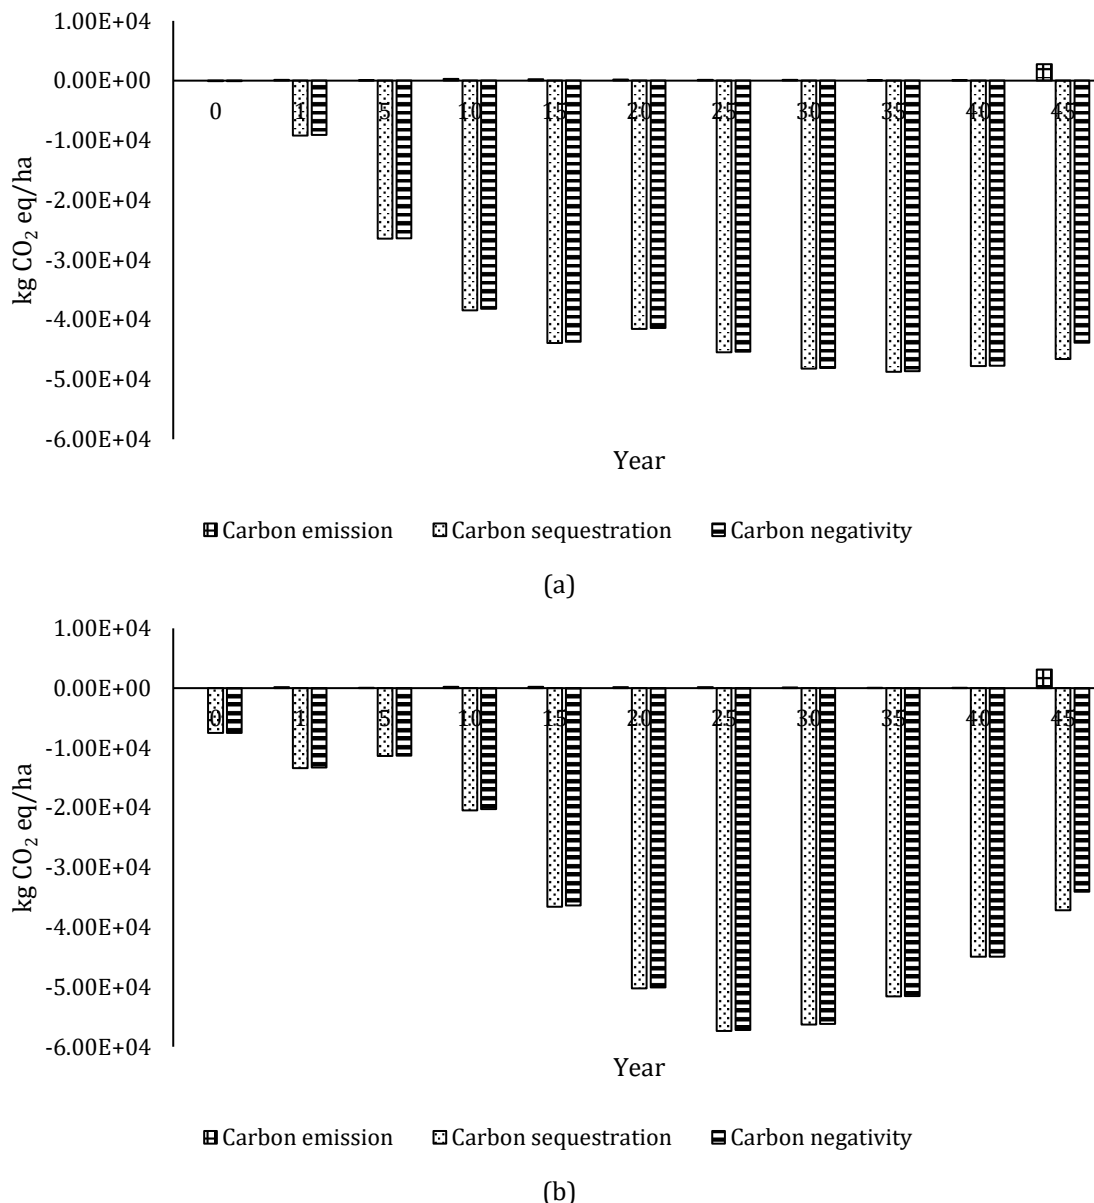 1.00E+04
0.00E+00
0 1 5 10 15 20 25 30 35 40 45
-1.00E+04
-2.00E+04
-3.00E+04
-4.00E+04
-5.00E+04
-6.00E+04
kg CO₂ eq/ha
Year
Carbon emission Carbon sequestration Carbon negativity
(a)
1.00E+04
0.00E+00
0 1 5 10 15 20 25 30 35 40 45
-1.00E+04
-2.00E+04
-3.00E+04
-4.00E+04
-5.00E+04
-6.00E+04
kg CO₂ eq/ha
Year
Carbon emission Carbon sequestration Carbon negativity
(b)